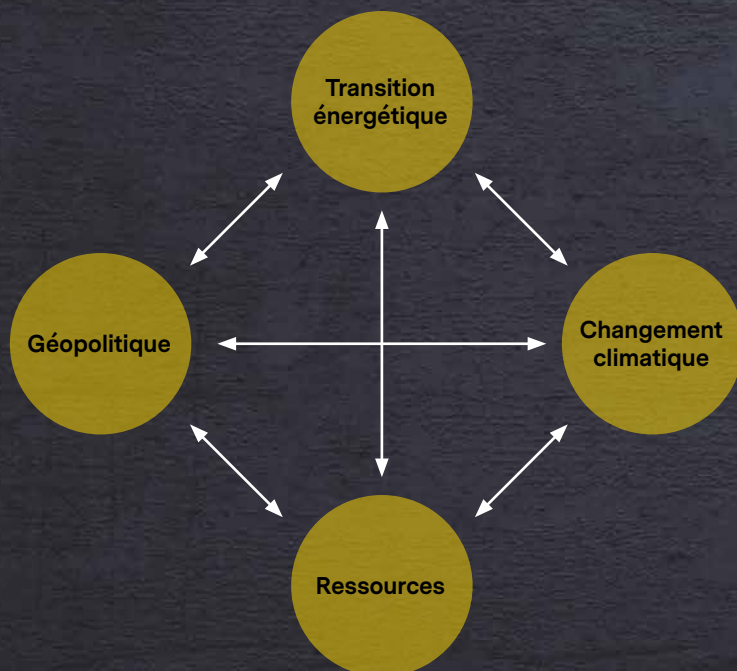 Transition
énergétique
Géopolitique
Changement
climatique
Ressources